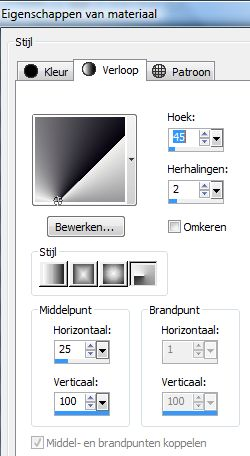 Eigenschappen van materiaal
Stijl
Kleur Verloop Patroon
Hoek:
45
Herhalingen:
2
Bewerken... Omkeren
Stijl
Middelpunt Brandpunt
Horizontaal: Horizontaal:
25 1
Verticaal: Verticaal:
100 100
Middel- en brandpunten koppelen